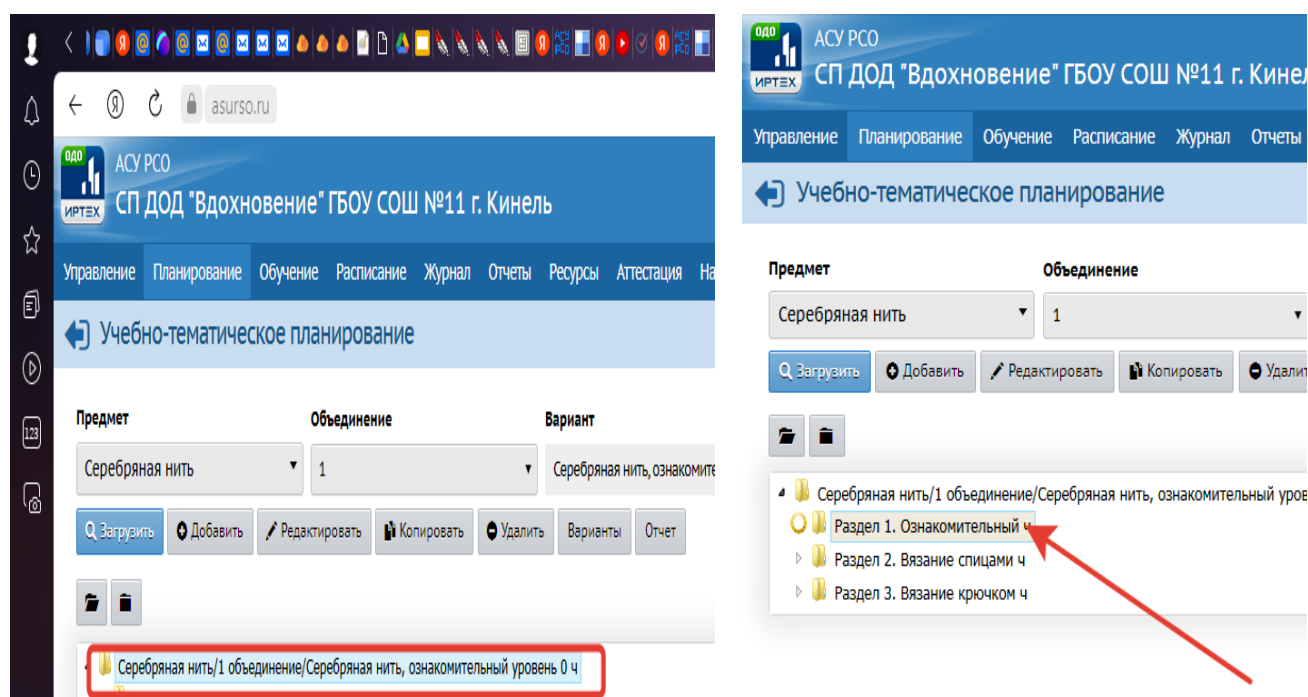 asurso.ru
ОДО
ИРТЕХ
АСУ РСО
СП ДОД "Вдохновение" ГБОУ СОШ №11 г. Кинель
Управление Планирование Обучение Расписание Журнал Отчеты Ресурсы Аттестация На
Учебно-тематическое планирование
Предмет Объединение Вариант
Серебряная нить 1 Серебряная нить, ознакомите
Загрузить Добавить Редактировать Копировать Удалить Варианты Отчет
Серебряная нить/1 объединение/Серебряная нить, ознакомительный уровень 0 ч
123
ОДО
ИРТЕХ
АСУ РСО
СП ДОД "Вдохновение" ГБОУ СОШ №11 г. Кинел
Управление Планирование Обучение Расписание Журнал Отчеты
Учебно-тематическое планирование
Предмет Объединение
Серебряная нить 1
Загрузить Добавить Редактировать Копировать Удалит
Серебряная нить/1 объединение/Серебряная нить, ознакомительный уров
Раздел 1. Ознакомительный ч
Раздел 2. Вязание спицами ч
Раздел 3. Вязание крючком ч